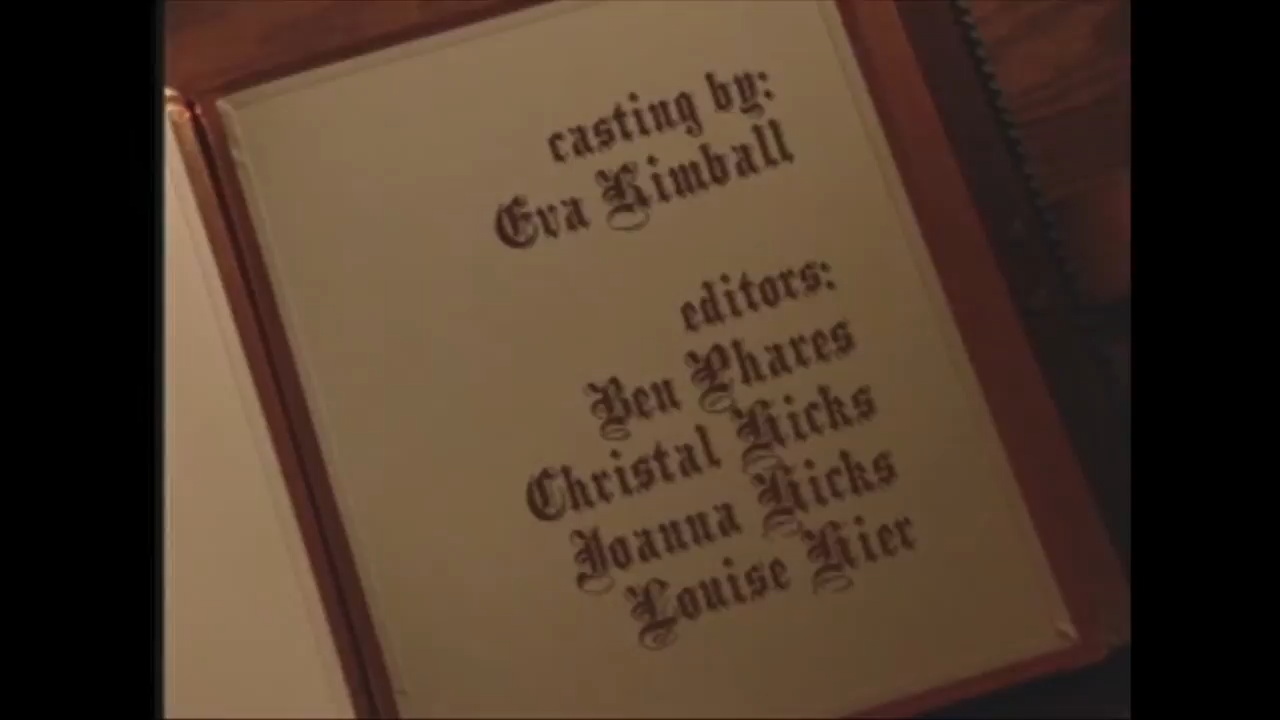 casting by:
Eva Kimball
editors:
Ben Phares
Christal Hicks
Joanna Hicks
Louise Hier